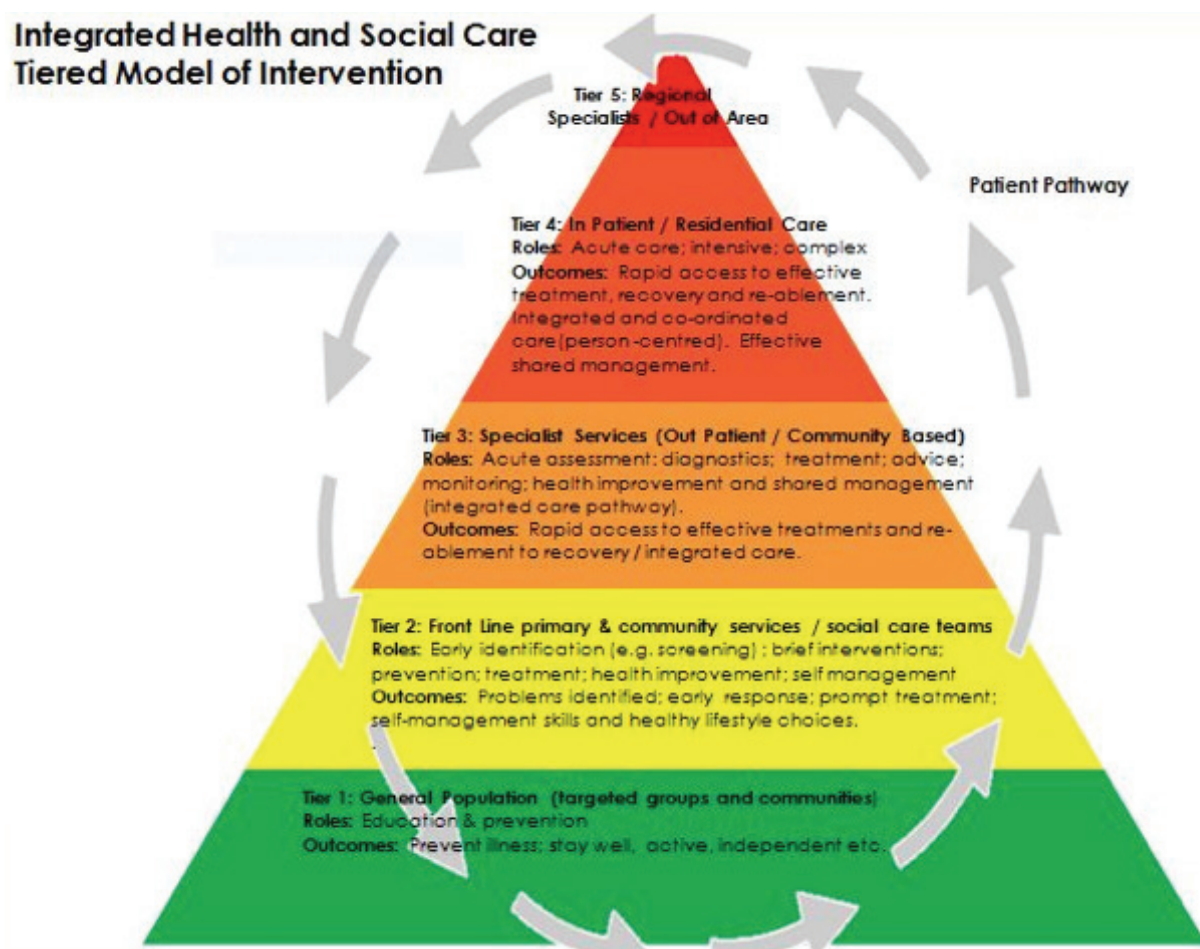 Integrated Health and Social Care
Tiered Model of Intervention
Tier 5: Regional
Specialists / Out of Area
Patient Pathway
Tier 4: In Patient / Residential Care
Roles: Acute care; intensive; complex
Outcomes: Rapid access to effective
treatment, recovery and re-ablement.
Integrated and co-ordinated
care(person-centred). Effective
shared management.
Tier 3: Specialist Services (Out Patient / Community Based)
Roles: Acute assessment; diagnostics; treatment; advice;
monitoring; health improvement and shared management
(integrated care pathway).
Outcomes: Rapid access to effective treatments and re-
ablement to recovery / integrated care.
Tier 2: Front Line primary & community services / social care teams
Roles: Early identification (e.g. screening) ; brief interventions;
prevention; treatment; health improvement; self management
Outcomes: Problems identified; early response; prompt treatment;
self-management skills and healthy lifestyle choices.
.
Tier 1: General Population (targeted groups and communities)
Roles: Education & prevention
Outcomes: Prevent illness; stay well, active, independent etc.